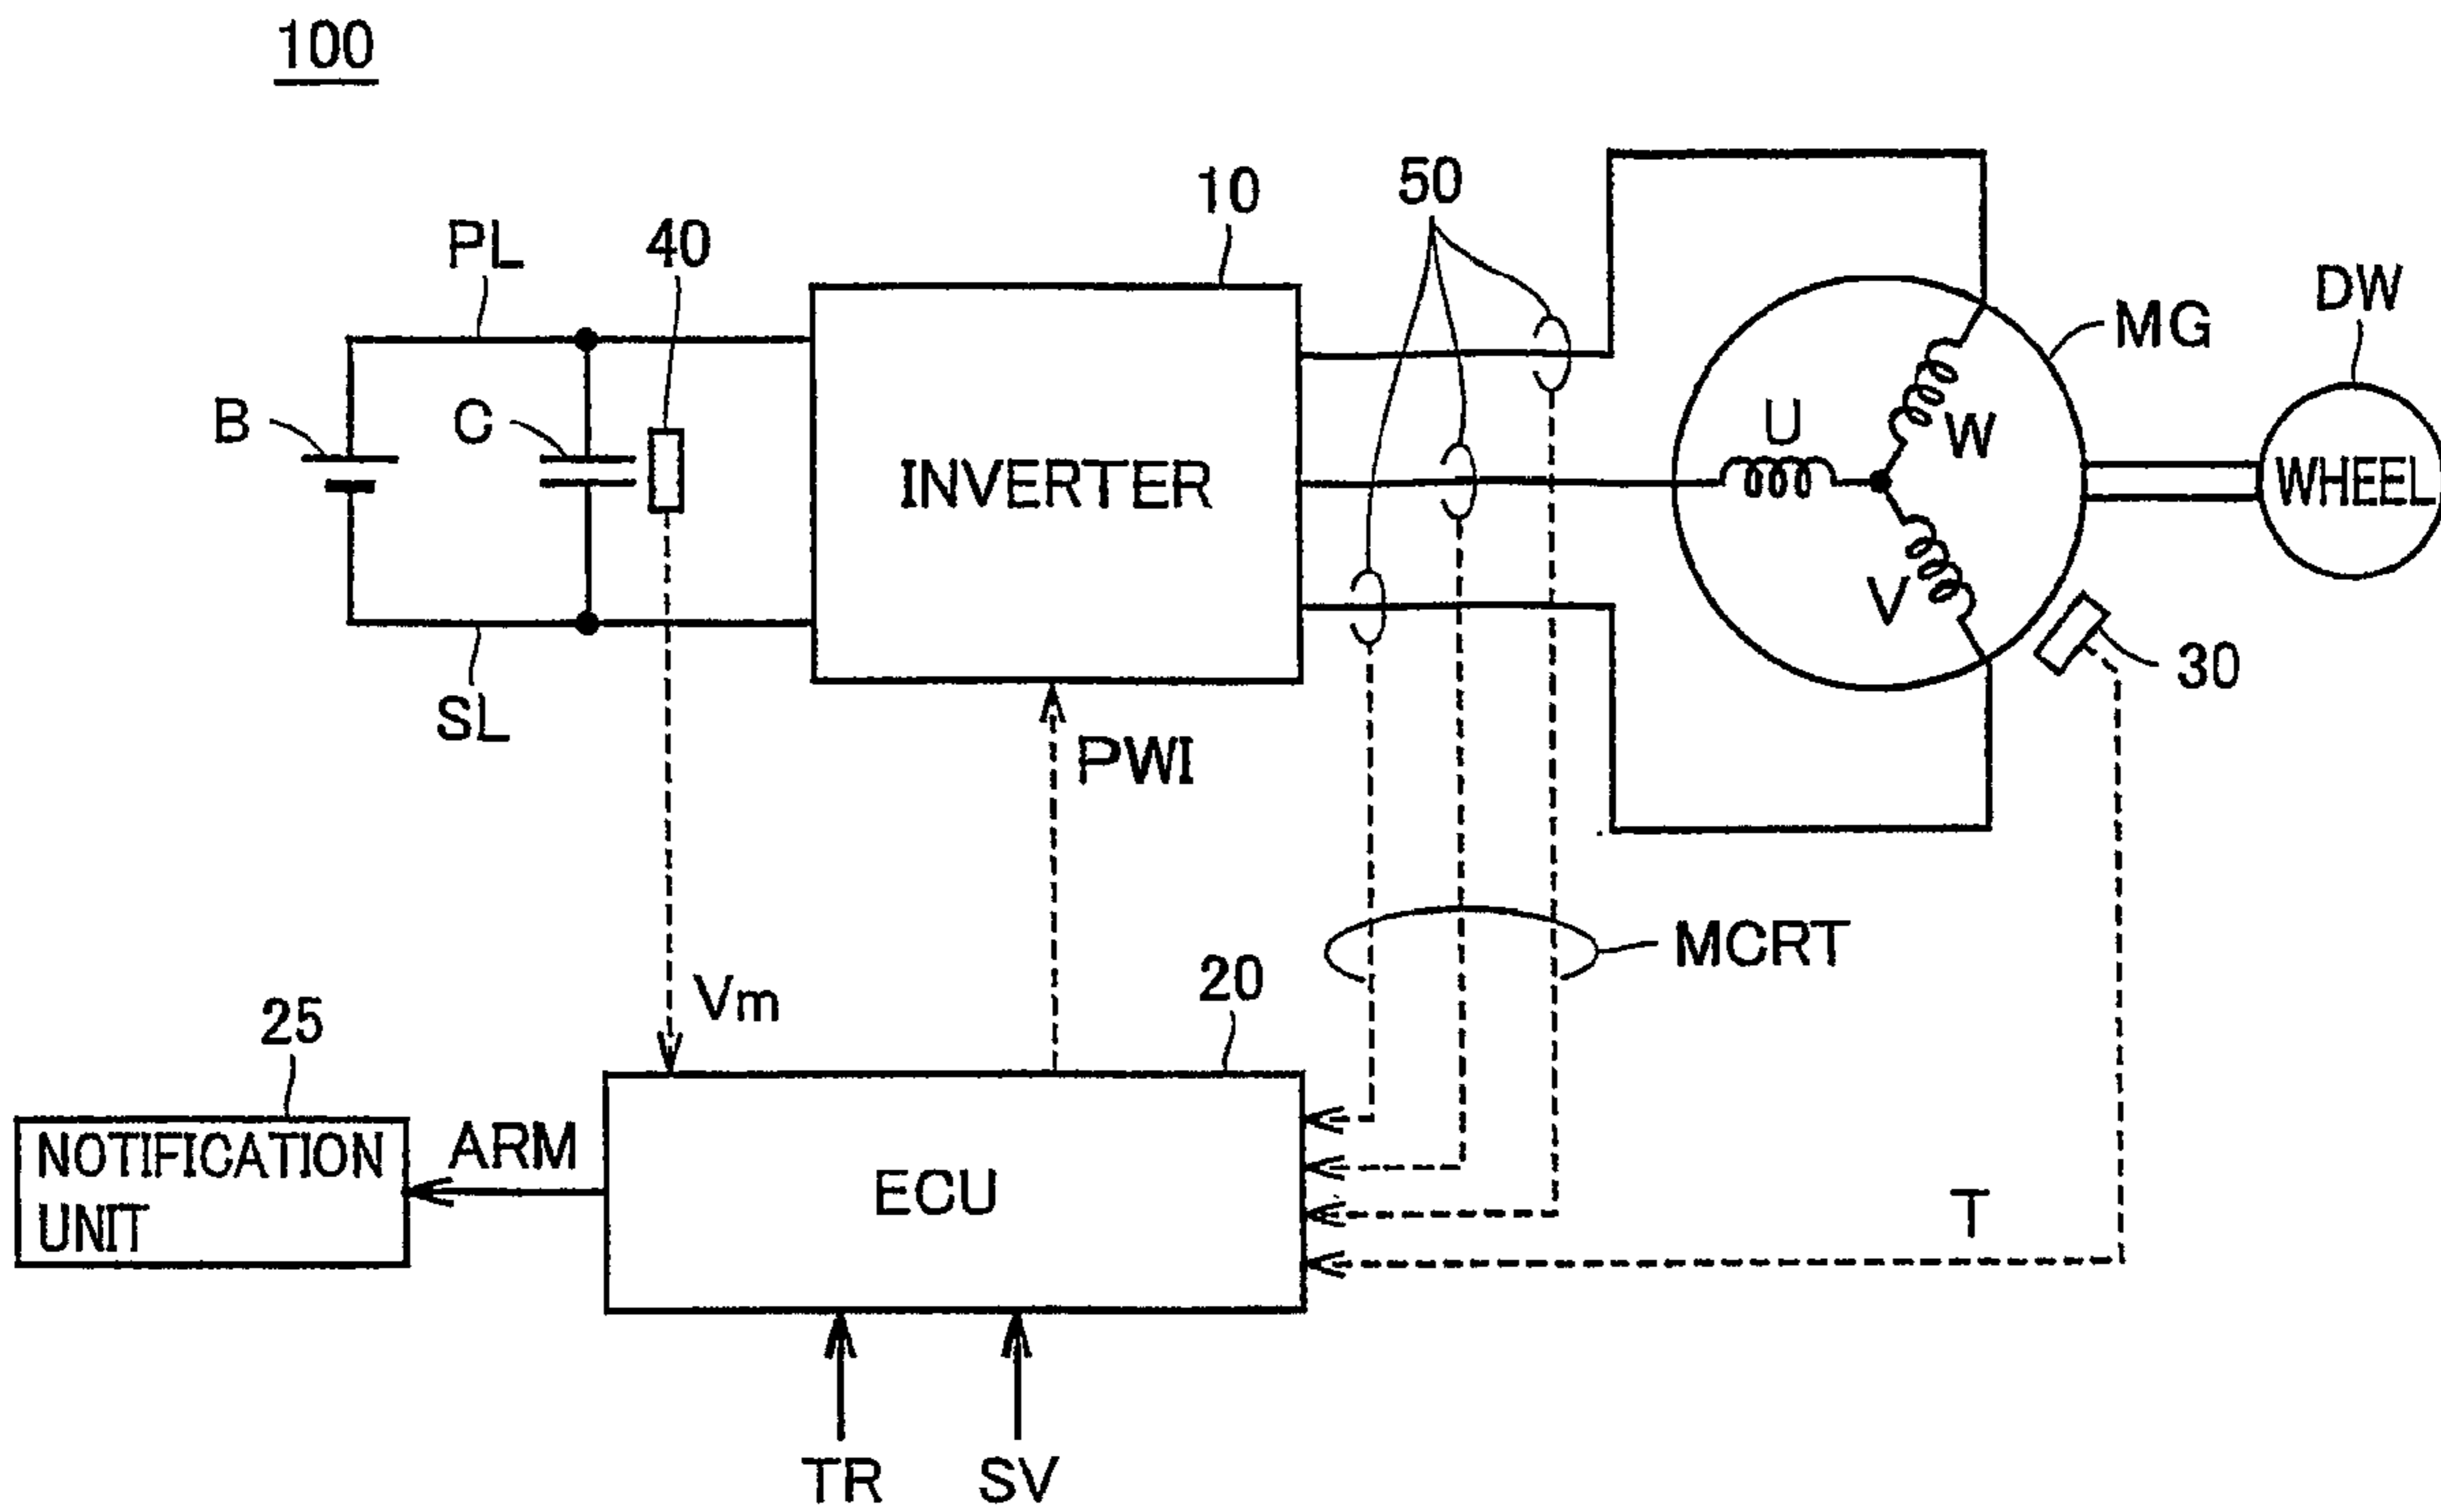 100
10
50
PL
40
DW
MG
B
C
U
W
INVERTER
WHEEL
V
30
SL
PWI
MCRT
20
Vm
25
NOTIFICATION
UNIT
ARM
ECU
T
TR
SV